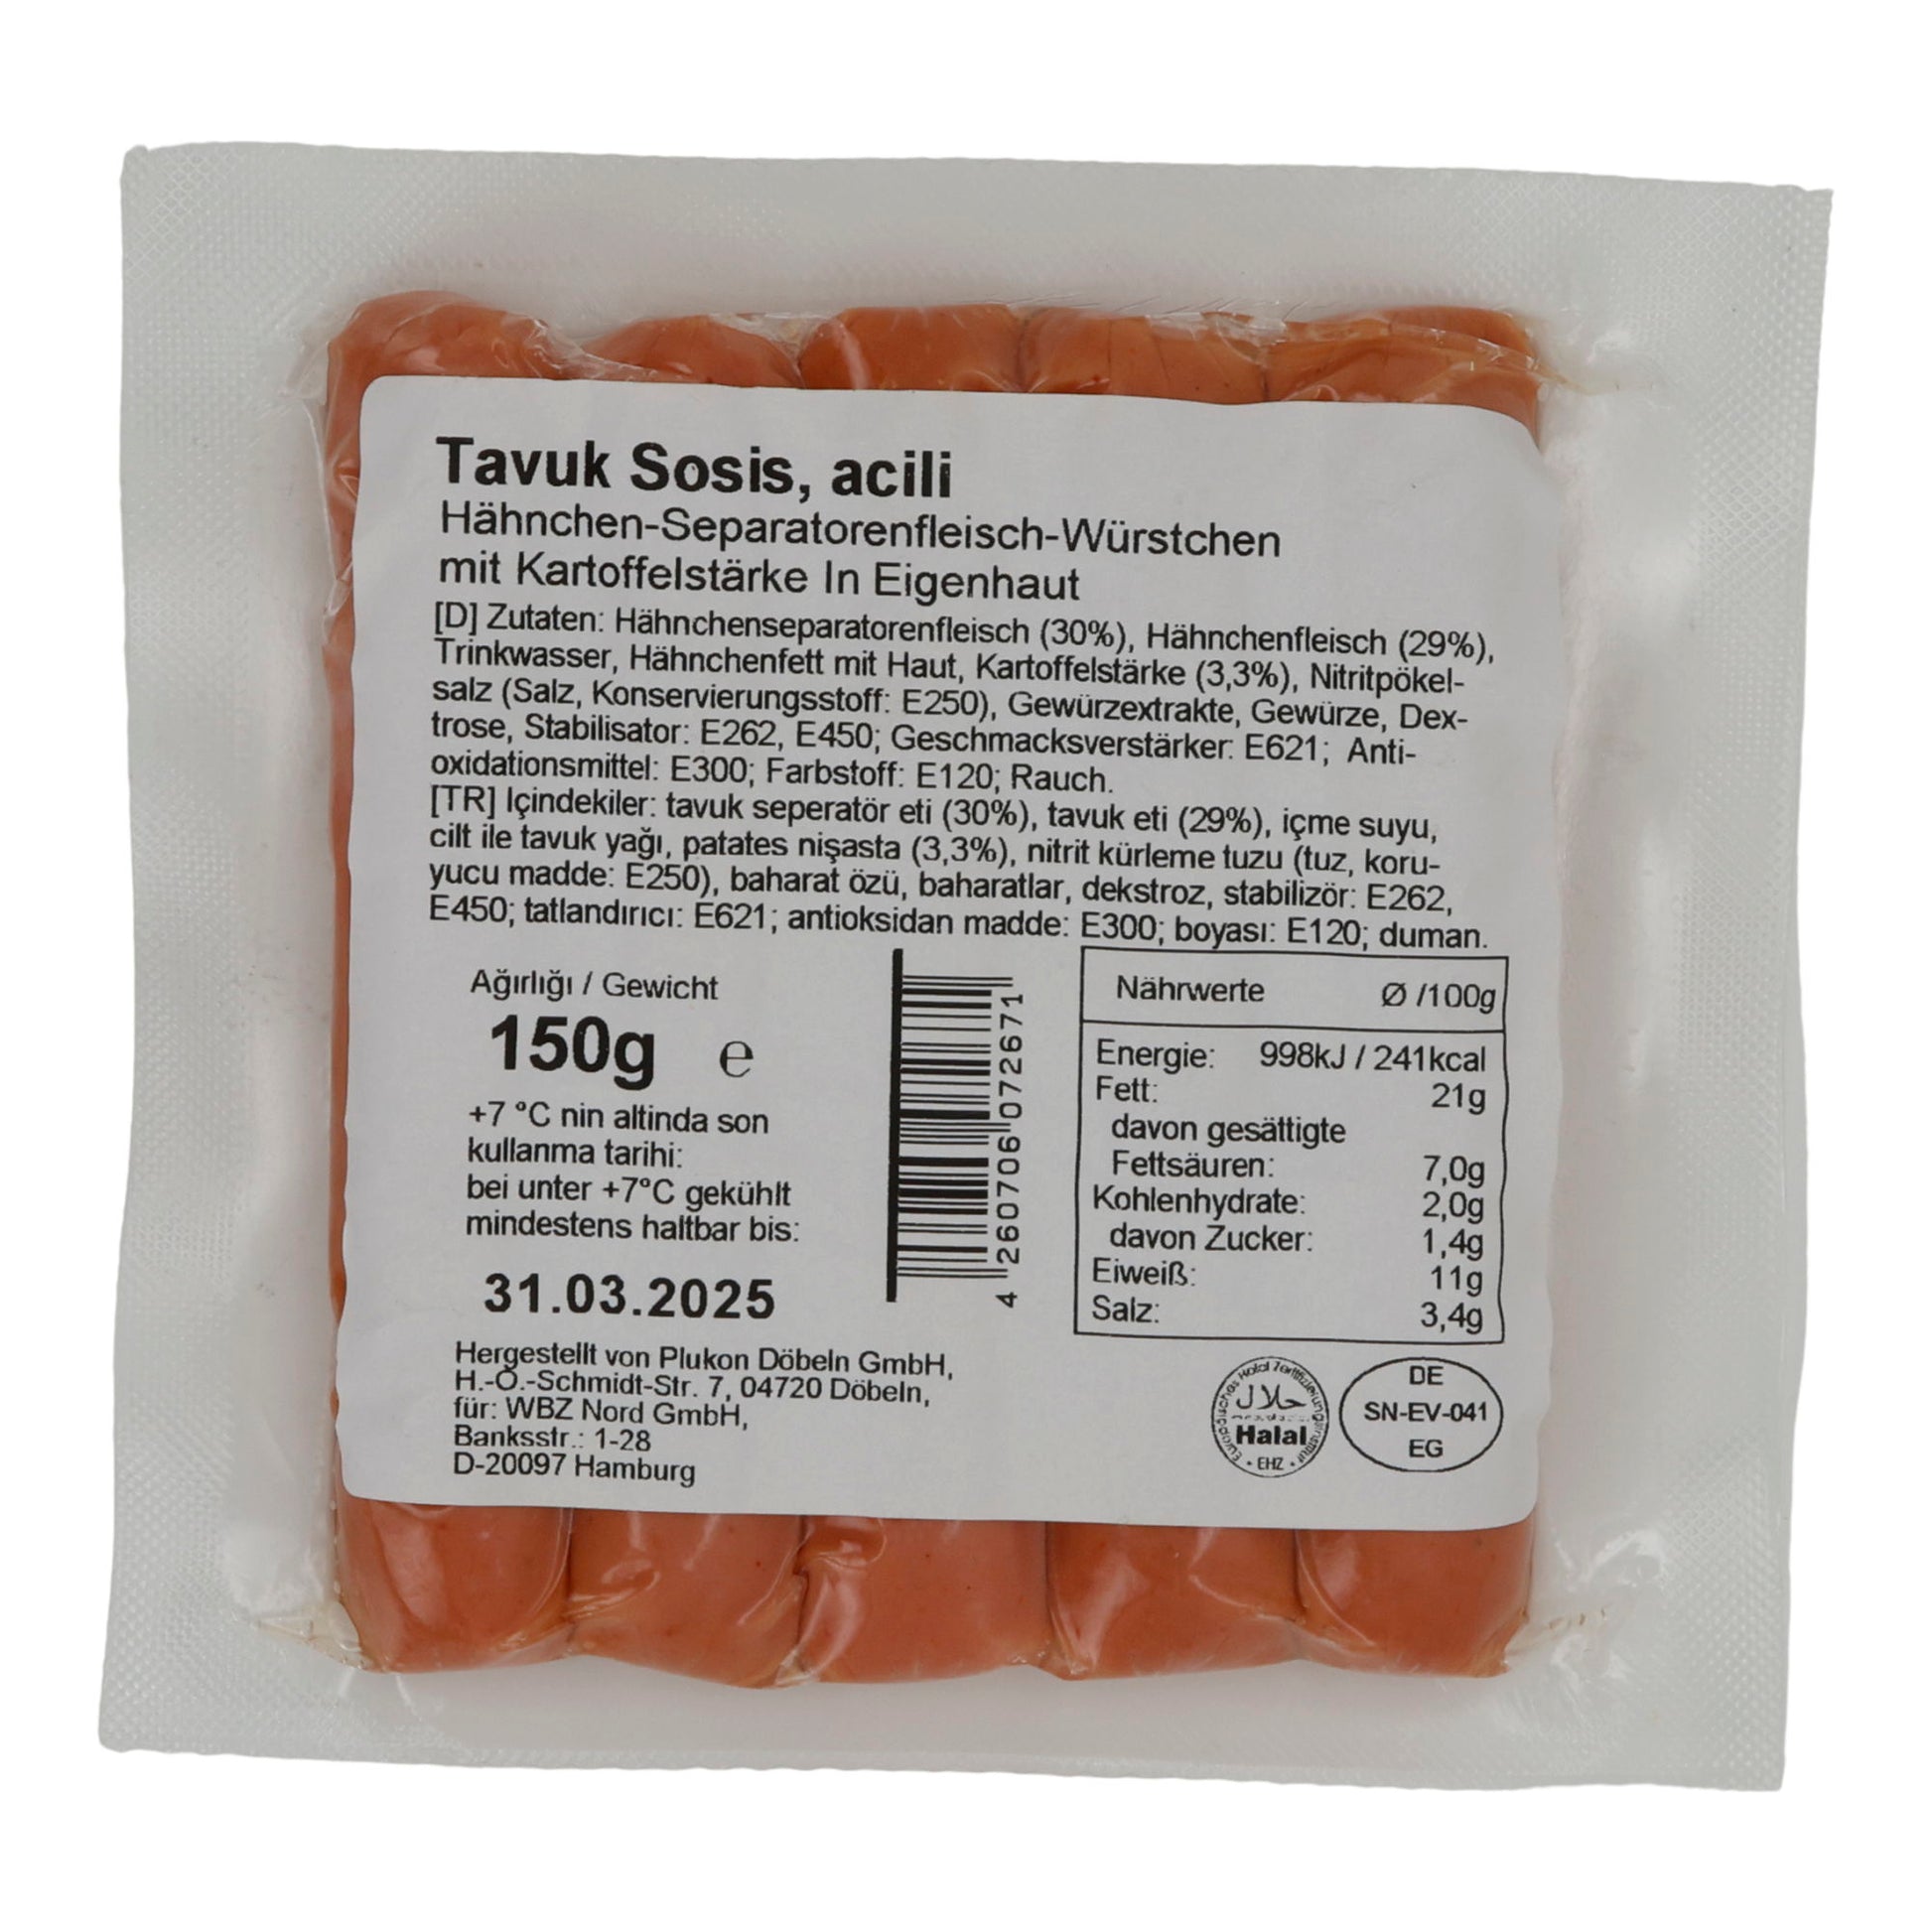 Tavuk Sosis, acili
Hähnchen-Separatorenfleisch-Würstchen
mit Kartoffelstärke In Eigenhaut
[D] Zutaten: Hähnchenseparatorenfleisch (30%), Hähnchenfleisch (29%),
Trinkwasser, Hähnchenfett mit Haut, Kartoffelstärke (3,3%), Nitritpökel-
salz (Salz, Konservierungsstoff: E250), Gewürzextrakte, Gewürze, Dex-
trose, Stabilisator: E262, E450; Geschmacksverstärker: E621; Anti-
oxidationsmittel: E300; Farbstoff: E120; Rauch.
[TR] Içindekiler: tavuk seperatör eti (30%), tavuk eti (29%), içme suyu,
cilt ile tavuk yağı, patates nişasta (3,3%), nitrit kürleme tuzu (tuz, koru-
yucu madde: E250), baharat özü, baharatlar, dekstroz, stabilizör: E262,
E450; tatlandırıcı: E621; antioksidan madde: E300; boyası: E120; duman.
Ağırlığı / Gewicht
150g e
+7 °C nin altinda son
kullanma tarihi:
bei unter +7°C gekühlt
mindestens haltbar bis:
31.03.2025
Hergestellt von Plukon Döbeln GmbH,
H.-O.-Schmidt-Str. 7, 04720 Döbeln,
für: WBZ Nord GmbH,
Banksstr.: 1-28
D-20097 Hamburg
4 260706 072671
Nährwerte Ø /100g
Energie: 998kJ / 241kcal
Fett: 21g
davon gesättigte
Fettsäuren: 7,0g
Kohlenhydrate: 2,0g
davon Zucker: 1,4g
Eiweiß: 11g
Salz: 3,4g
Europäisches Halal Zertifizierungsinstitut
حلال
Halal
• EHZ •
DE
SN-EV-041
EG